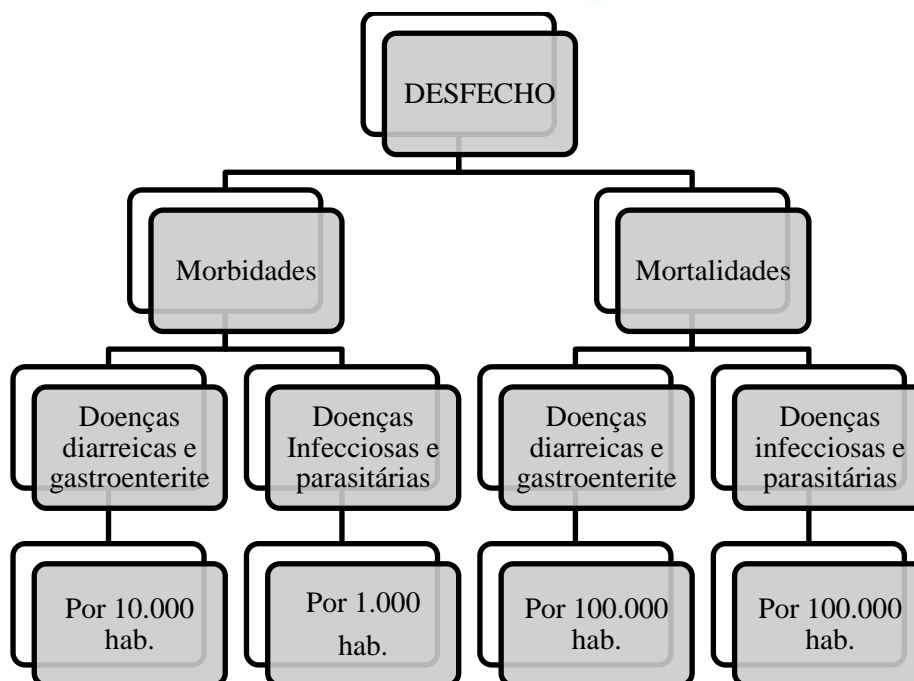 DESFECHO
Morbidades
Mortalidades
Doenças
diarreicas e
gastroenterite
Doenças
Infecciosas e
parasitárias
Doenças
diarreicas e
gastroenterite
Doenças
infecciosas e
parasitárias
Por 10.000
hab.
Por 1.000
hab.
Por 100.000
hab.
Por 100.000
hab.